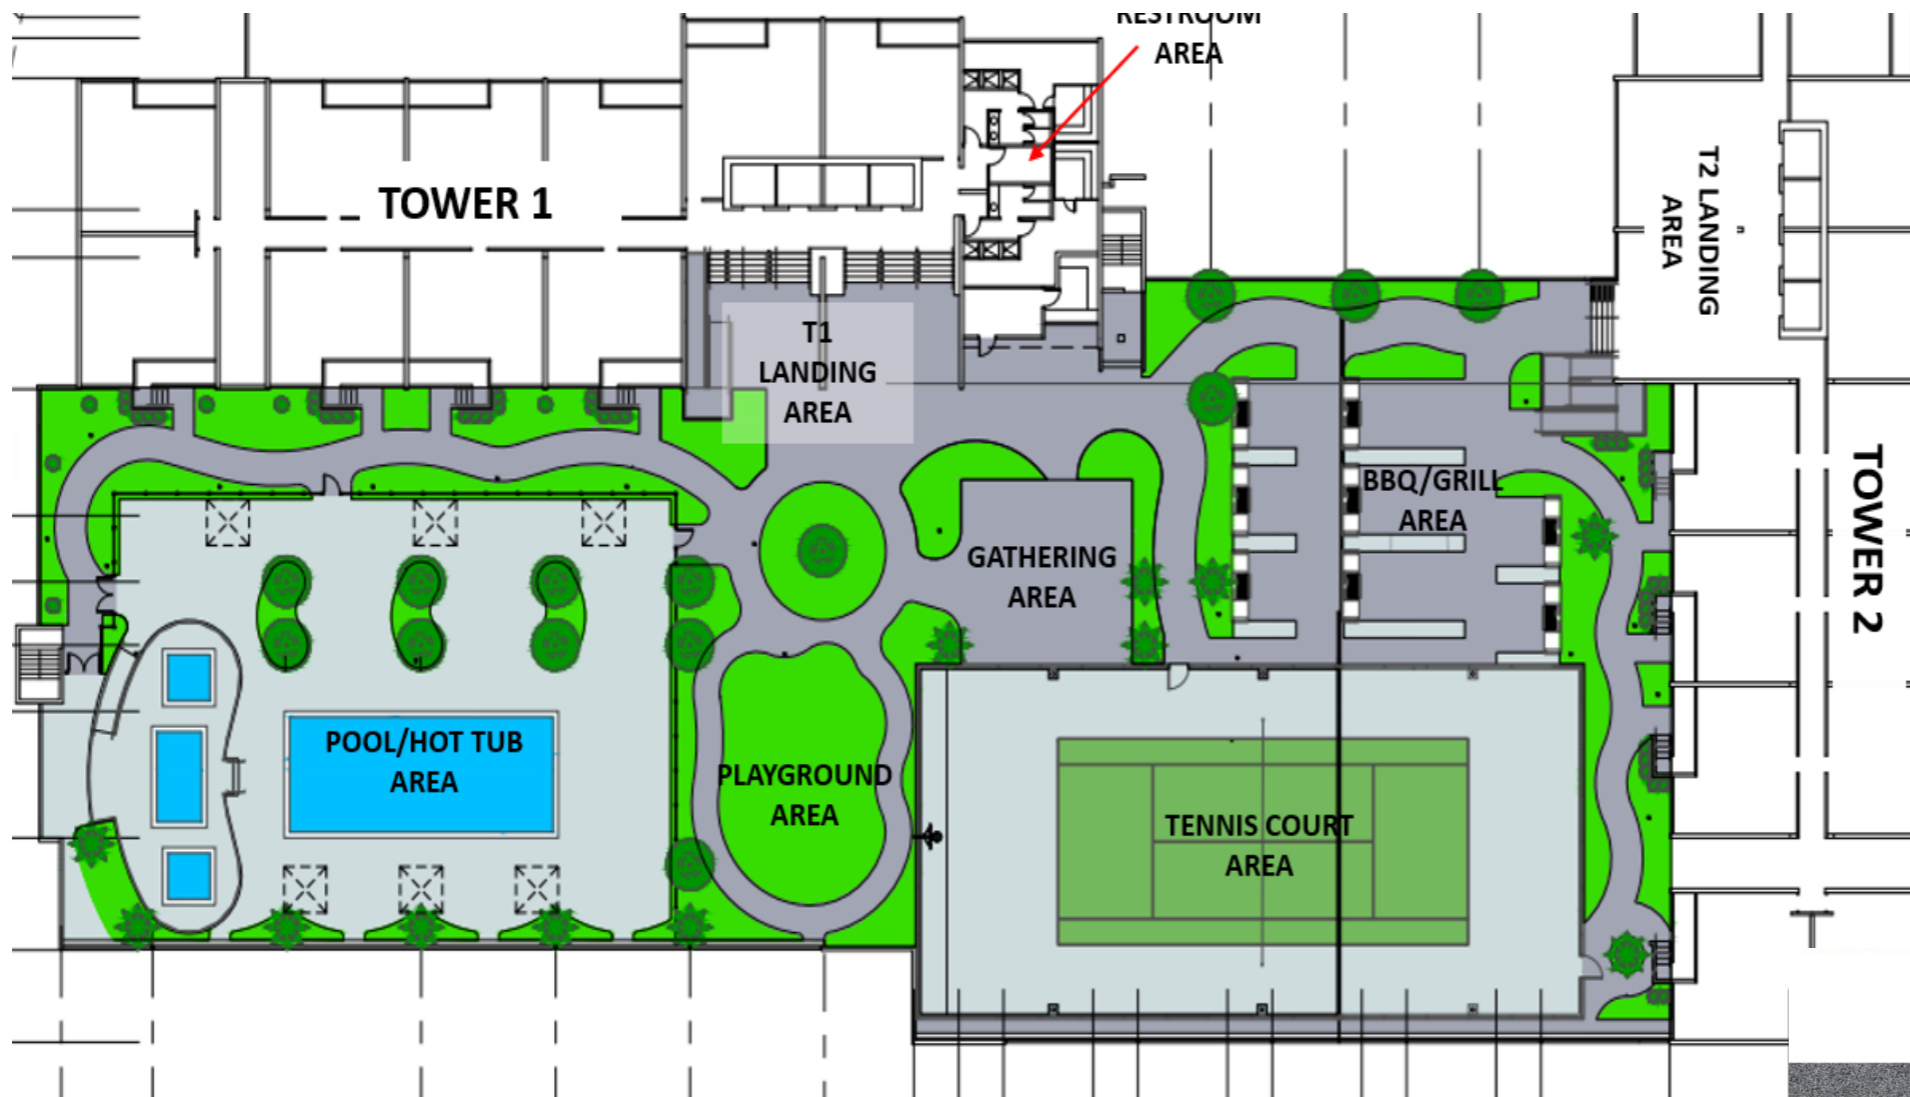 RESTROOM
AREA
TOWER 1
T2 LANDING
AREA
T1
LANDING
AREA
BBQ/GRILL
AREA
GATHERING
AREA
TOWER 2
POOL/HOT TUB
AREA
PLAYGROUND
AREA
TENNIS COURT
AREA